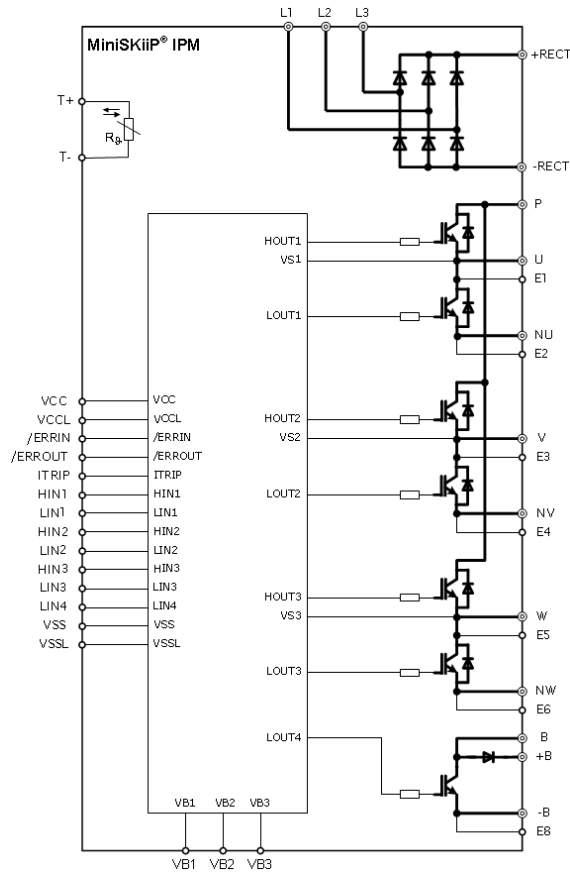 L1 L2 L3
MiniSKiiP® IPM
+RECT
T+
Rϑ
T-
-RECT
P
HOUT1
VS1
U
E1
LOUT1
NU
E2
VCC VCC
HOUT2
VCCL VCCL
/ERRIN /ERRIN
VS2
V
/ERROUT /ERROUT
E3
ITRIP ITRIP
HIN1 HIN1
LOUT2
LIN1 LIN1
NV
HIN2 HIN2
E4
LIN2 LIN2
HIN3 HIN3
LIN3 LIN3
HOUT3
LIN4 LIN4
VS3
W
VSS VSS
E5
VSSL VSSL
LOUT3
NW
E6
LOUT4
B
+B
VB1 VB2 VB3
-B
E8
VB1 VB2 VB3